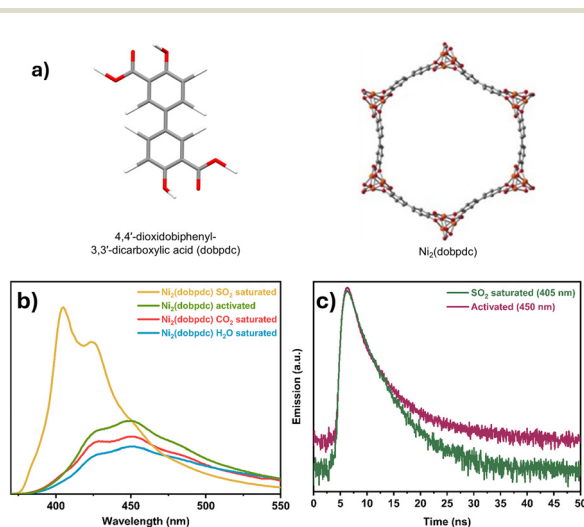 a)
4,4′-dioxidobiphenyl-
3,3′-dicarboxylic acid (dobpdc)
Ni₂(dobpdc)
b)
Ni₂(dobpdc) SO₂ saturated
Ni₂(dobpdc) activated
Ni₂(dobpdc) CO₂ saturated
Ni₂(dobpdc) H₂O saturated
400 450 500 550
Wavelength (nm)
c)
SO₂ saturated (405 nm)
Activated (450 nm)
Emission (a.u.)
0 5 10 15 20 25 30 35 40 45 50
Time (ns)